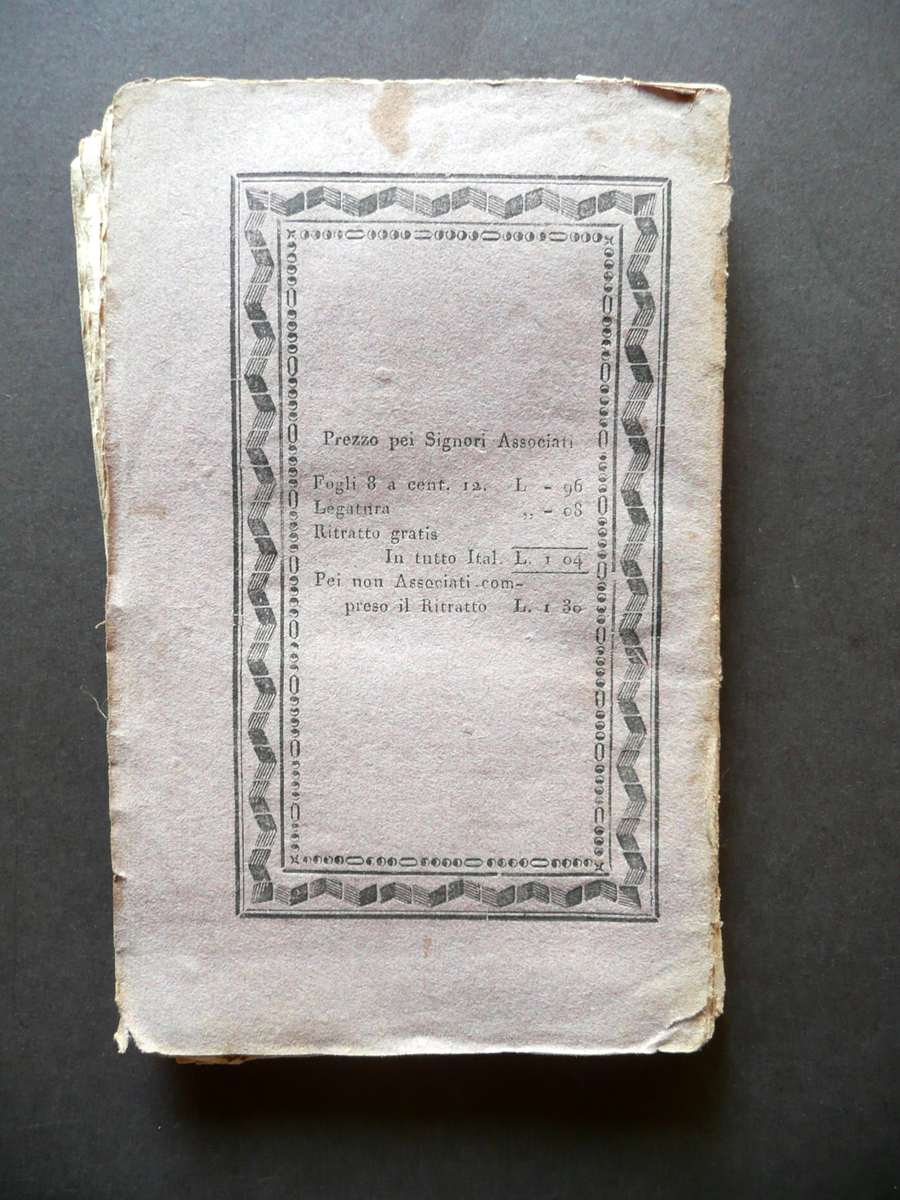 Prezzo pei Signori Associati
Fogli 8 a cent. 12. L - 96
Legatura „ - 08
Ritratto gratis
In tutto Ital. L. 1 04
Pei non Associati com-
preso il Ritratto L. 1 30